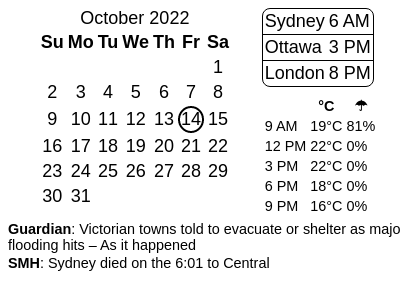 October 2022
Su Mo Tu We Th Fr Sa
1
2 3 4 5 6 7 8
9 10 11 12 13 14 15
16 17 18 19 20 21 22
23 24 25 26 27 28 29
30 31
Sydney 6 AM
Ottawa 3 PM
London 8 PM
°C ☂
9 AM 19°C 81%
12 PM 22°C 0%
3 PM 22°C 0%
6 PM 18°C 0%
9 PM 16°C 0%
Guardian: Victorian towns told to evacuate or shelter as majo
flooding hits – As it happened
SMH: Sydney died on the 6:01 to Central